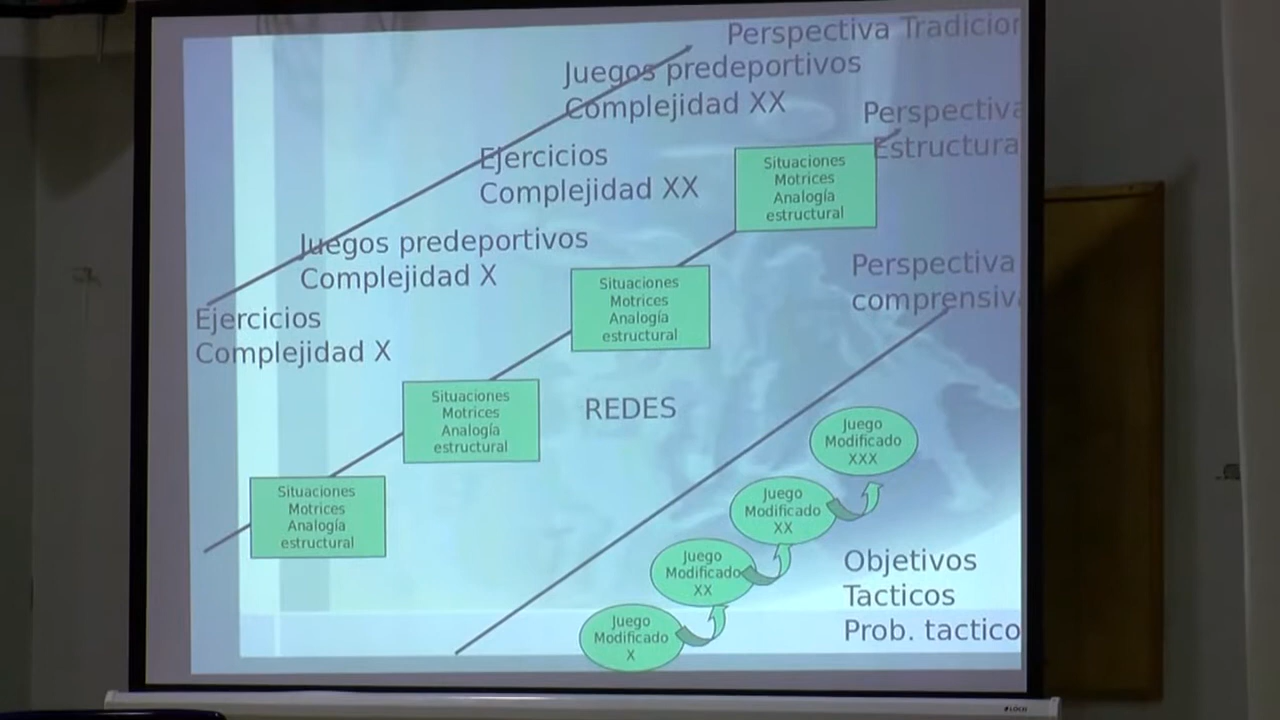 Perspectiva Tradicion
Juegos predeportivos
Complejidad XX
Perspectiva
Estructura
Ejercicios
Complejidad XX
Situaciones
Motrices
Analogía
estructural
Juegos predeportivos
Complejidad X
Perspectiva
comprensiva
Situaciones
Motrices
Analogía
estructural
Ejercicios
Complejidad X
Situaciones
Motrices
Analogía
estructural
REDES
Juego
Modificado
XXX
Situaciones
Motrices
Analogía
estructural
Juego
Modificado
XX
Juego
Modificado
XX
Objetivos
Tacticos
Prob. tactico
Juego
Modificado
X